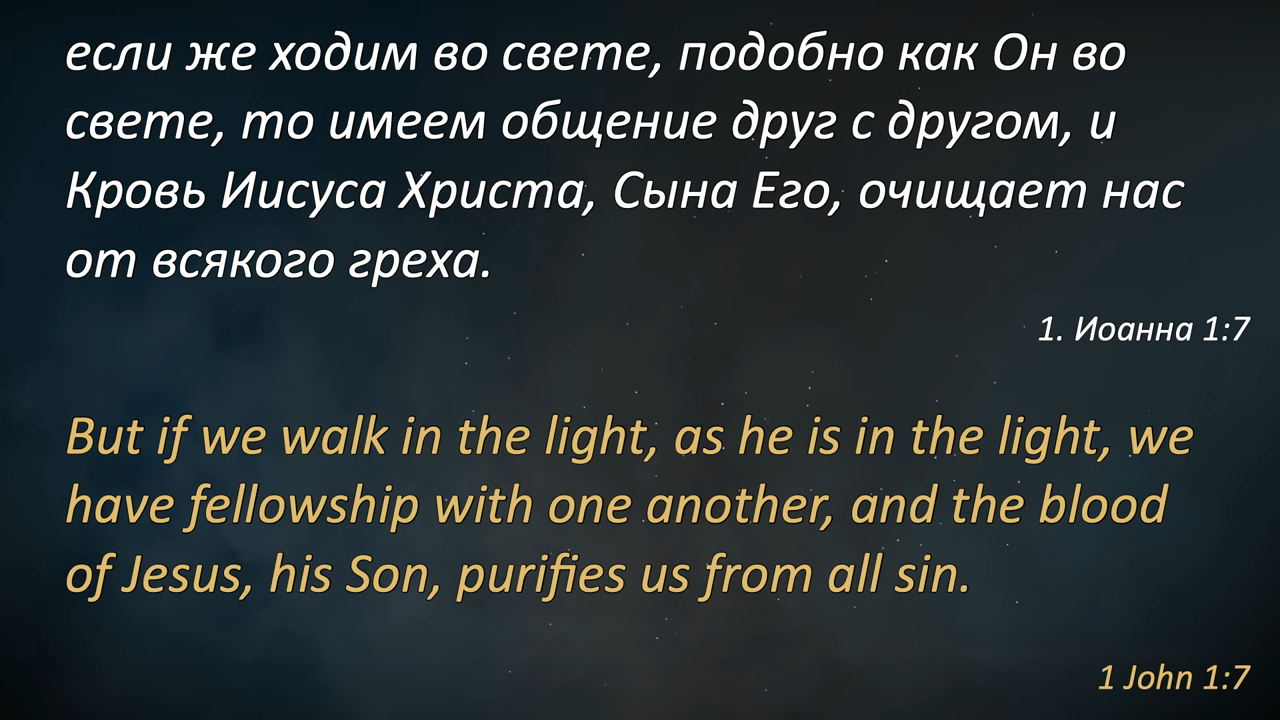 если же ходим во свете, подобно как Он во
свете, то имеем общение друг с другом, и
Кровь Иисуса Христа, Сына Его, очищает нас
от всякого греха.
1. Иоанна 1:7
But if we walk in the light, as he is in the light, we
have fellowship with one another, and the blood
of Jesus, his Son, purifies us from all sin.
1 John 1:7